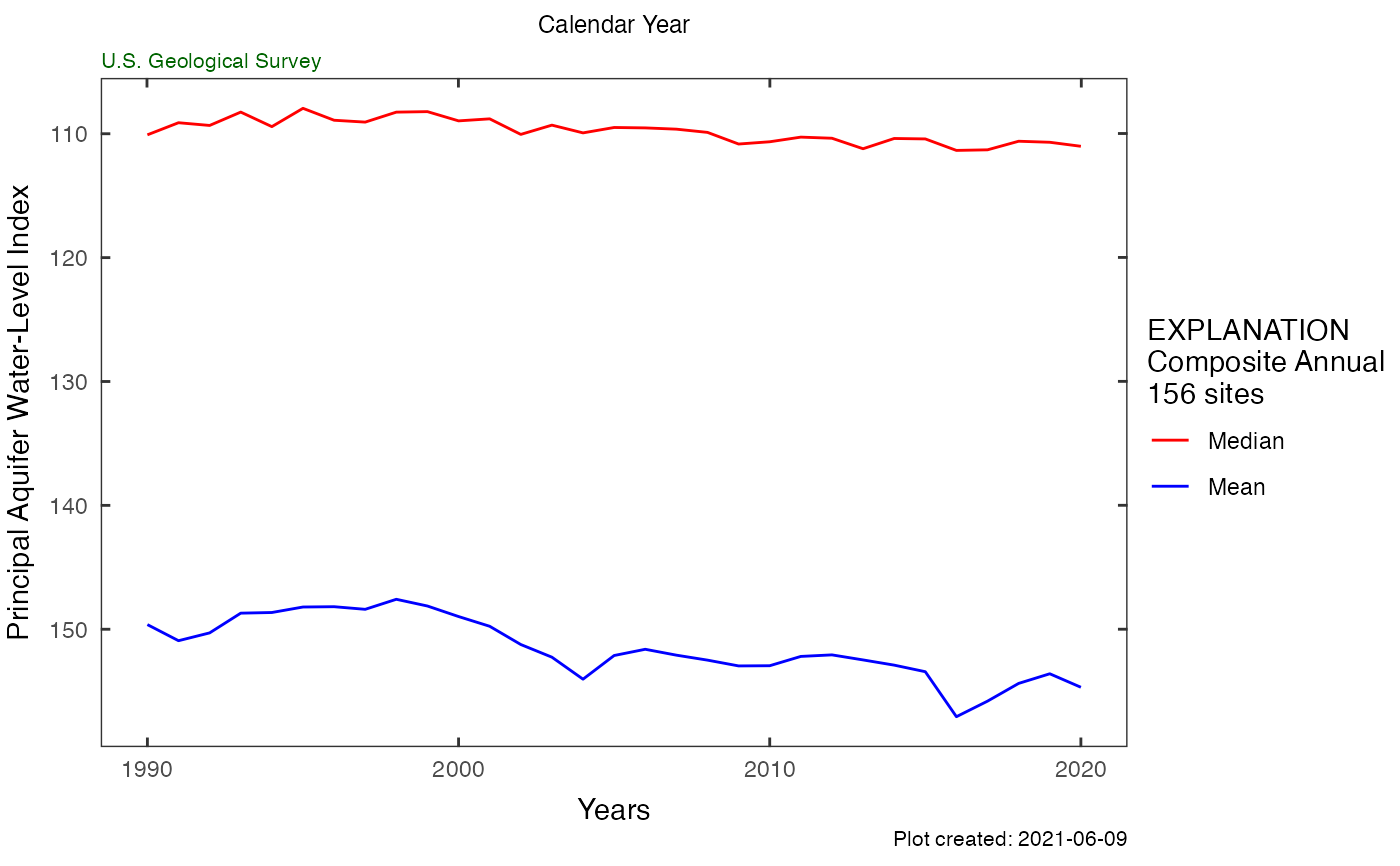 Calendar Year
U.S. Geological Survey
Principal Aquifer Water-Level Index
110
120
130
140
150
1990
2000
2010
2020
Years
EXPLANATION
Composite Annual
156 sites
Median
Mean
Plot created: 2021-06-09